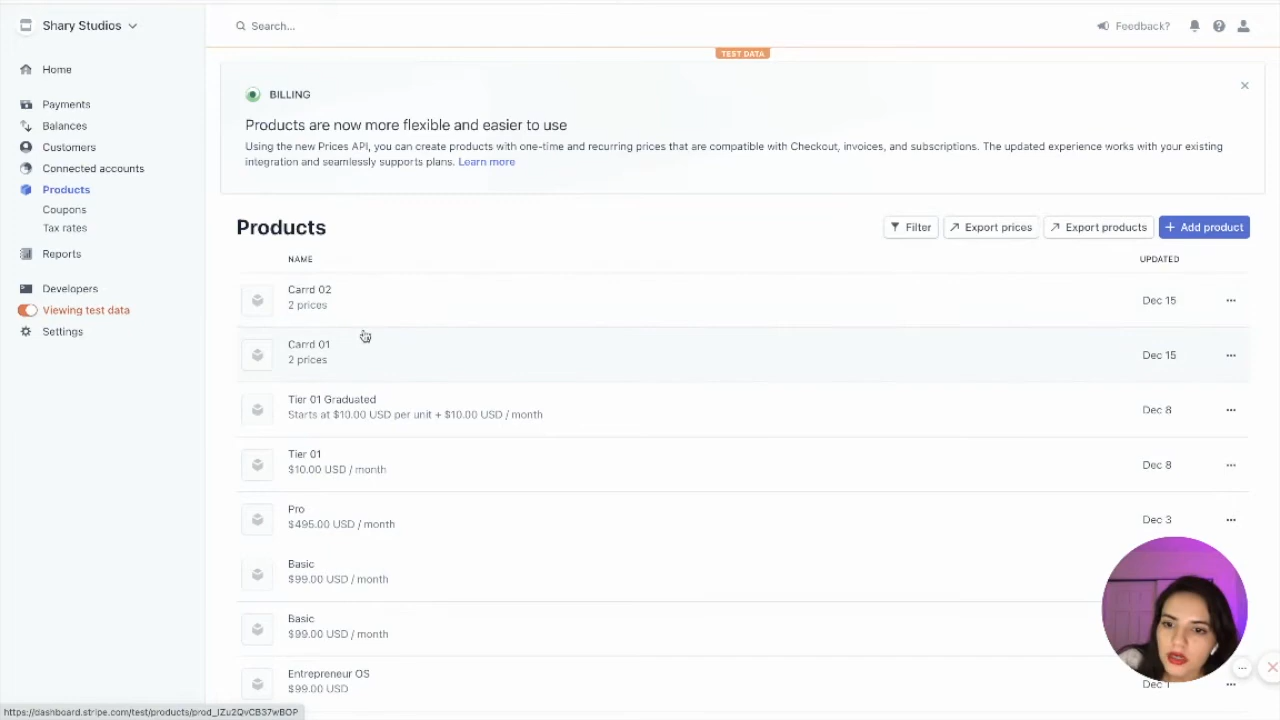 Shary Studios
Search...
Feedback?
TEST DATA
Home
Payments
Balances
Customers
Connected accounts
Products
Coupons
Tax rates
Reports
Developers
Viewing test data
Settings
BILLING
Products are now more flexible and easier to use
Using the new Prices API, you can create products with one-time and recurring prices that are compatible with Checkout, invoices, and subscriptions. The updated experience works with your existing
integration and seamlessly supports plans. Learn more
Products
Filter
Export prices
Export products
Add product
NAME
UPDATED
Carrd 02
2 prices
Dec 15
Carrd 01
2 prices
Dec 15
Tier 01 Graduated
Starts at $10.00 USD per unit + $10.00 USD / month
Dec 8
Tier 01
$10.00 USD / month
Dec 8
Pro
$495.00 USD / month
Dec 3
Basic
$99.00 USD / month
Basic
$99.00 USD / month
Entrepreneur OS
$99.00 USD
Dec 1
https://dashboard.stripe.com/test/products/prod_IZu2QvCB37wBOP